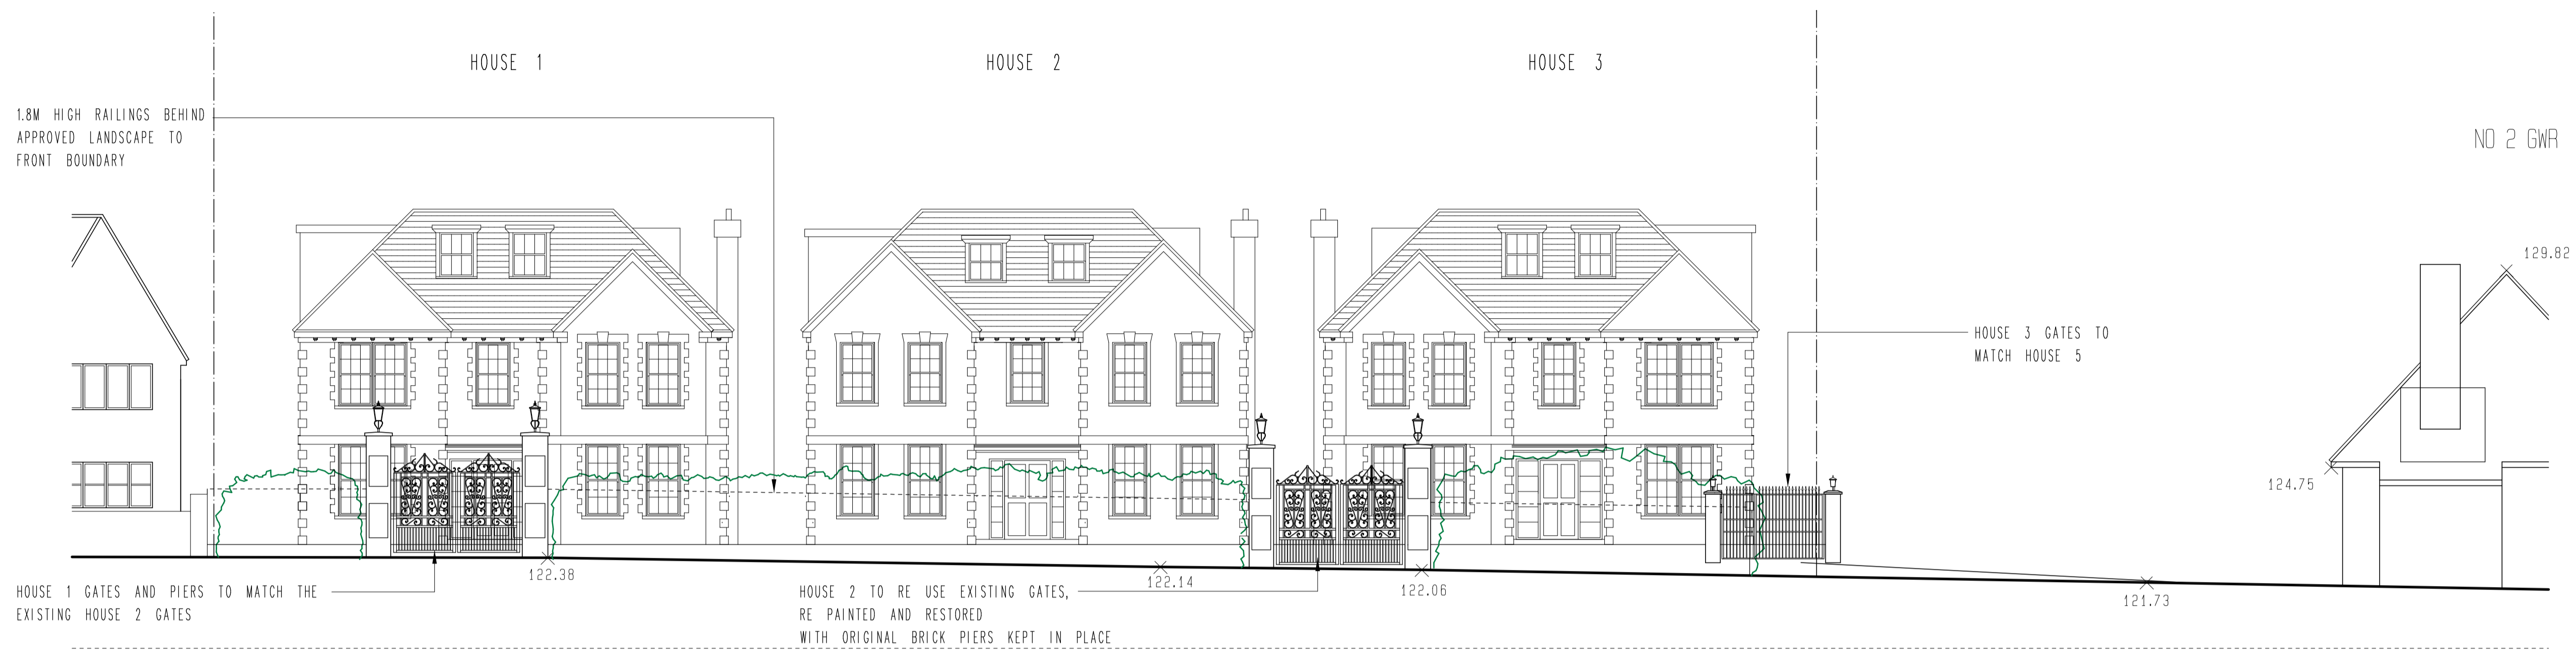 HOUSE 1
HOUSE 2
HOUSE 3
1.8M HIGH RAILINGS BEHIND
APPROVED LANDSCAPE TO
FRONT BOUNDARY
NO 2 GWR
129.82
HOUSE 3 GATES TO
MATCH HOUSE 5
124.75
122.38
122.14
122.06
121.73
HOUSE 1 GATES AND PIERS TO MATCH THE
EXISTING HOUSE 2 GATES
HOUSE 2 TO RE USE EXISTING GATES,
RE PAINTED AND RESTORED
WITH ORIGINAL BRICK PIERS KEPT IN PLACE